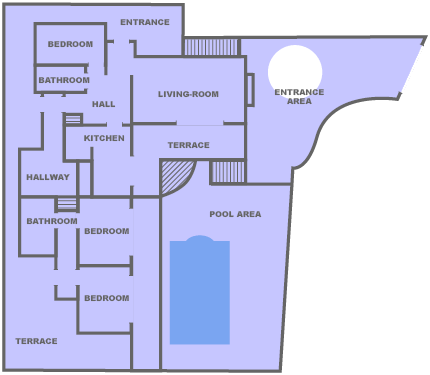 ENTRANCE
BEDROOM
BATHROOM
HALL
LIVING-ROOM
ENTRANCE
AREA
KITCHEN
TERRACE
HALLWAY
BATHROOM
POOL AREA
BEDROOM
BEDROOM
TERRACE